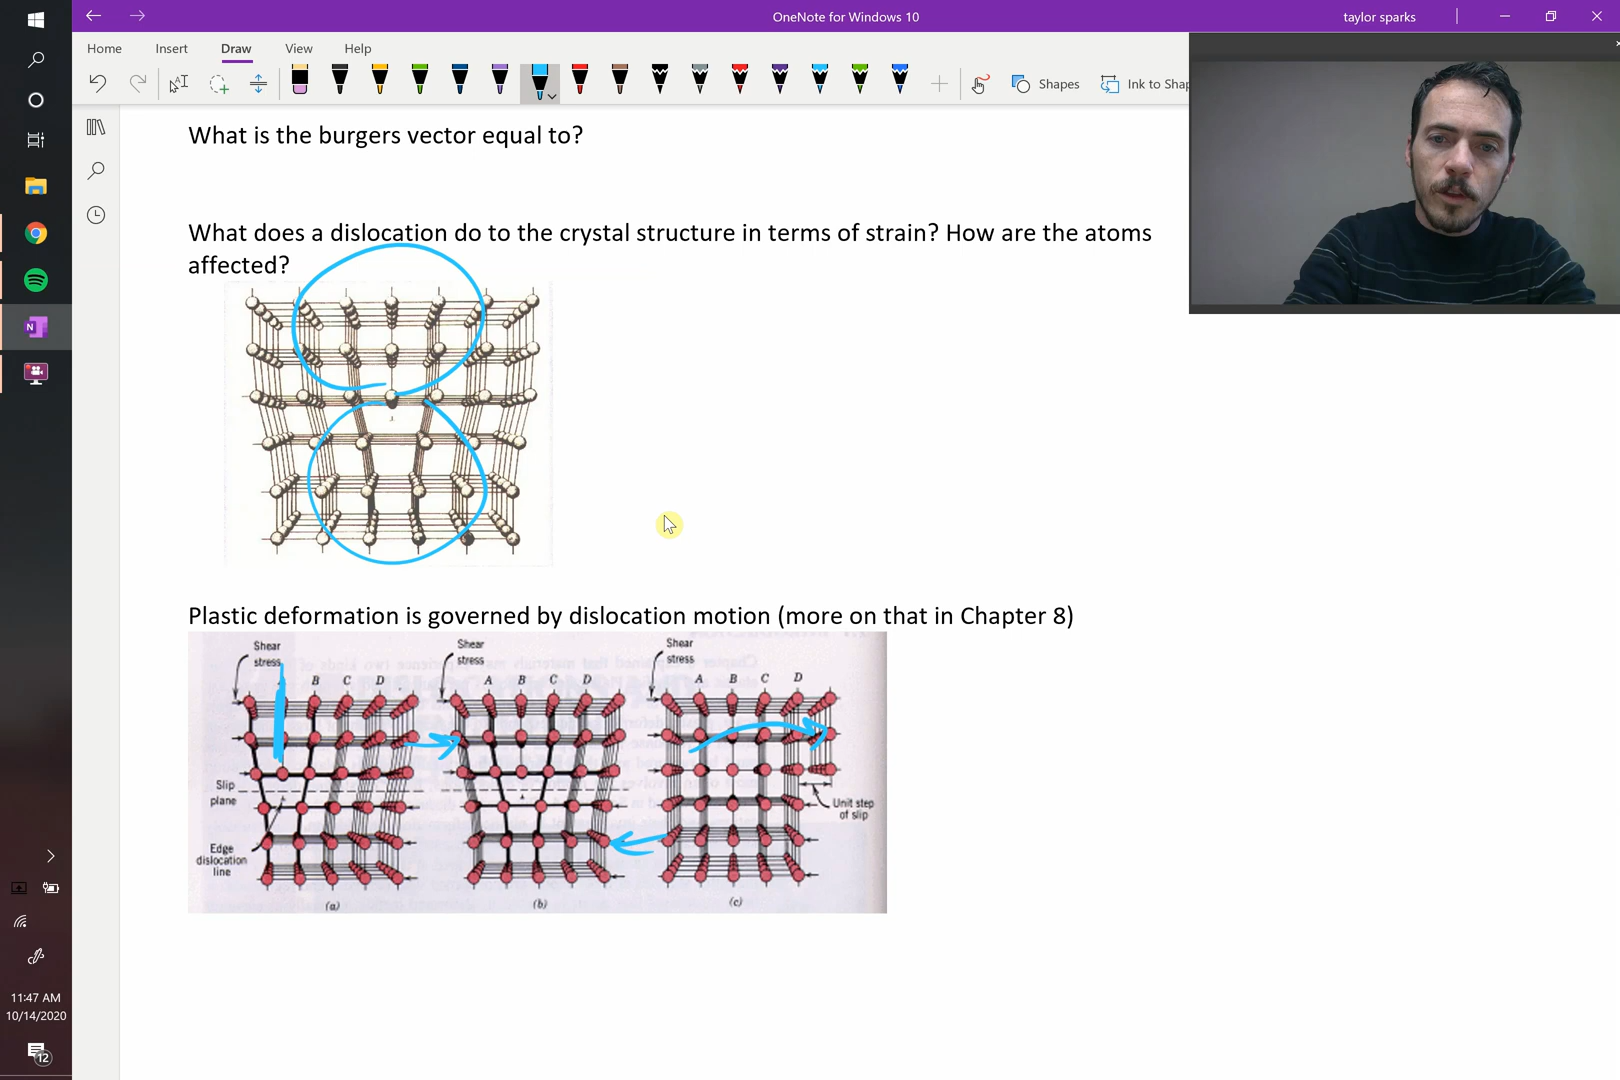 OneNote for Windows 10
taylor sparks
Home Insert Draw View Help
Shapes
Ink to Shap
What is the burgers vector equal to?
What does a dislocation do to the crystal structure in terms of strain? How are the atoms
affected?
Plastic deformation is governed by dislocation motion (more on that in Chapter 8)
Shear
stress
B C D
Slip
plane
Edge
dislocation
line
(a)
Shear
stress
A B C D
(b)
Shear
stress
A B C D
Unit step
of slip
(c)
11:47 AM
10/14/2020
12